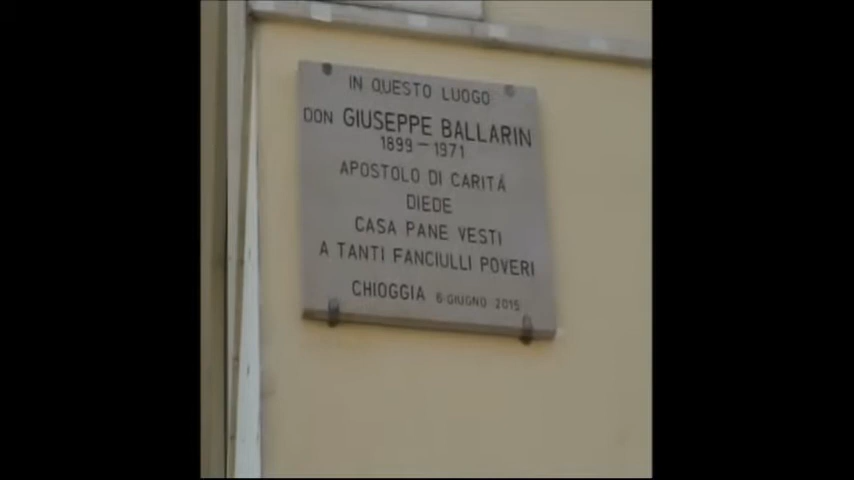 IN QUESTO LUOGO
DON GIUSEPPE BALLARIN
1899-1971
APOSTOLO DI CARITÁ
DIEDE
CASA PANE VESTI
A TANTI FANCIULLI POVERI
CHIOGGIA 6 GIUGNO 2015